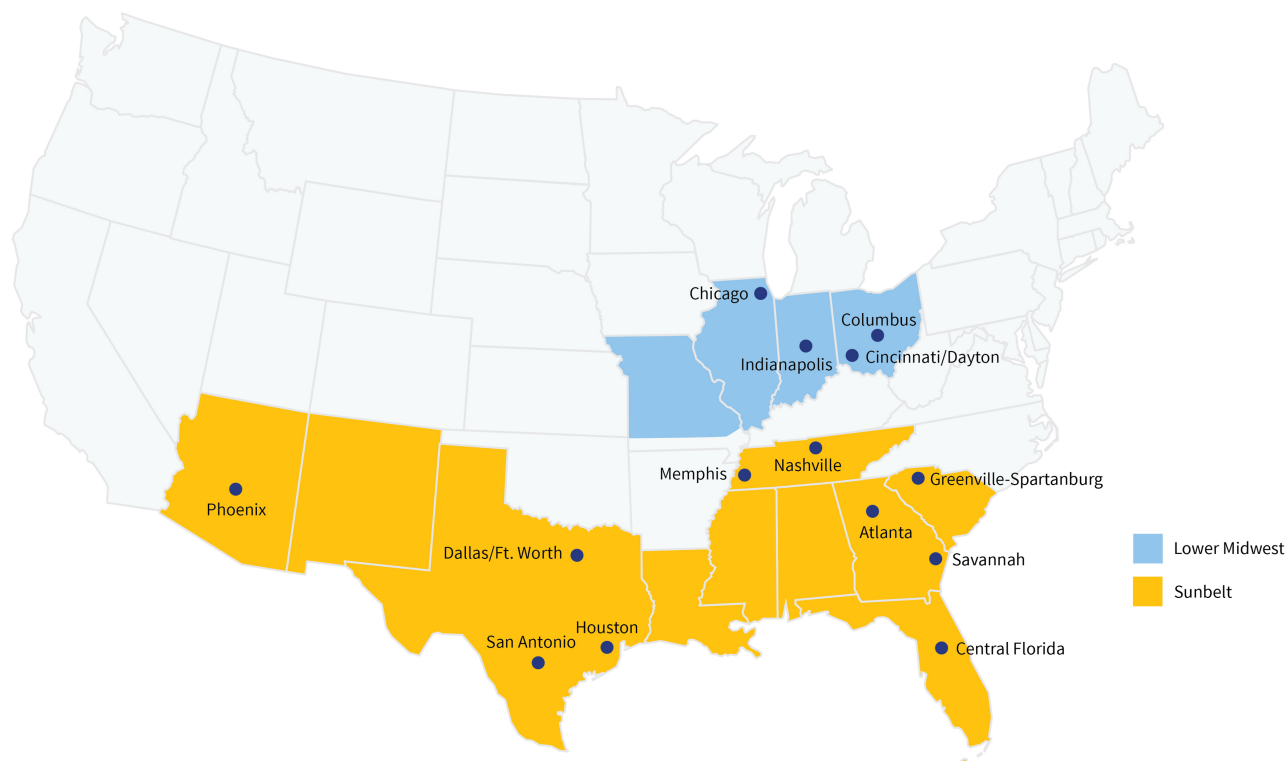 Chicago
Columbus
Indianapolis
Cincinnati/Dayton
Nashville
Memphis
Greenville-Spartanburg
Phoenix
Atlanta
Dallas/Ft. Worth
Savannah
Houston
San Antonio
Central Florida
Lower Midwest
Sunbelt